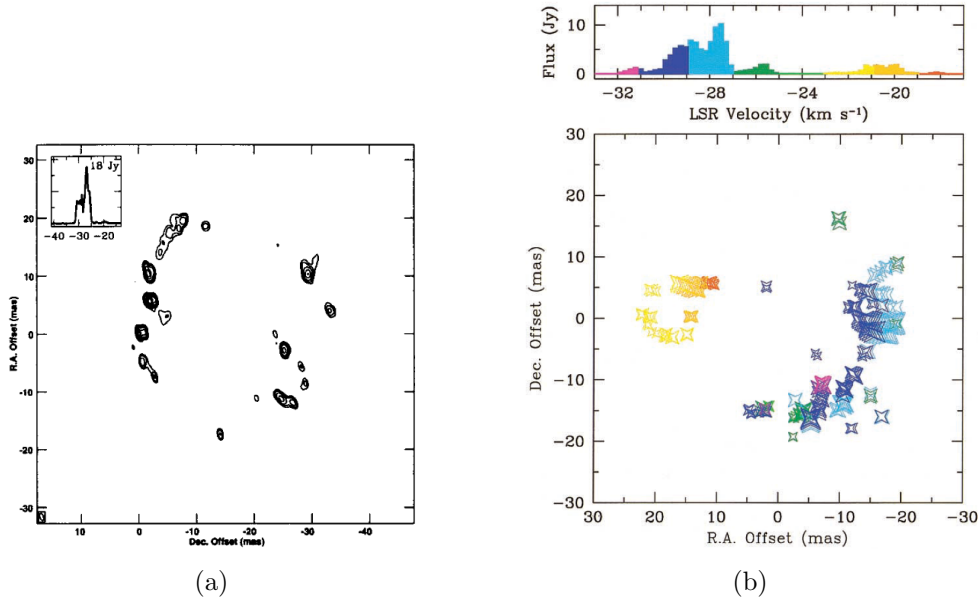 18 Jy
-40 -30 -20
30
20
10
0
-10
-20
-30
R.A. Offset (mas)
10 0 -10 -20 -30 -40
Dec. Offset (mas)
(a)
10
0
Flux (Jy)
−32 −28 −24 −20
LSR Velocity (km s⁻¹)
30
20
10
0
−10
−20
−30
Dec. Offset (mas)
30 20 10 0 −10 −20 −30
R.A. Offset (mas)
(b)